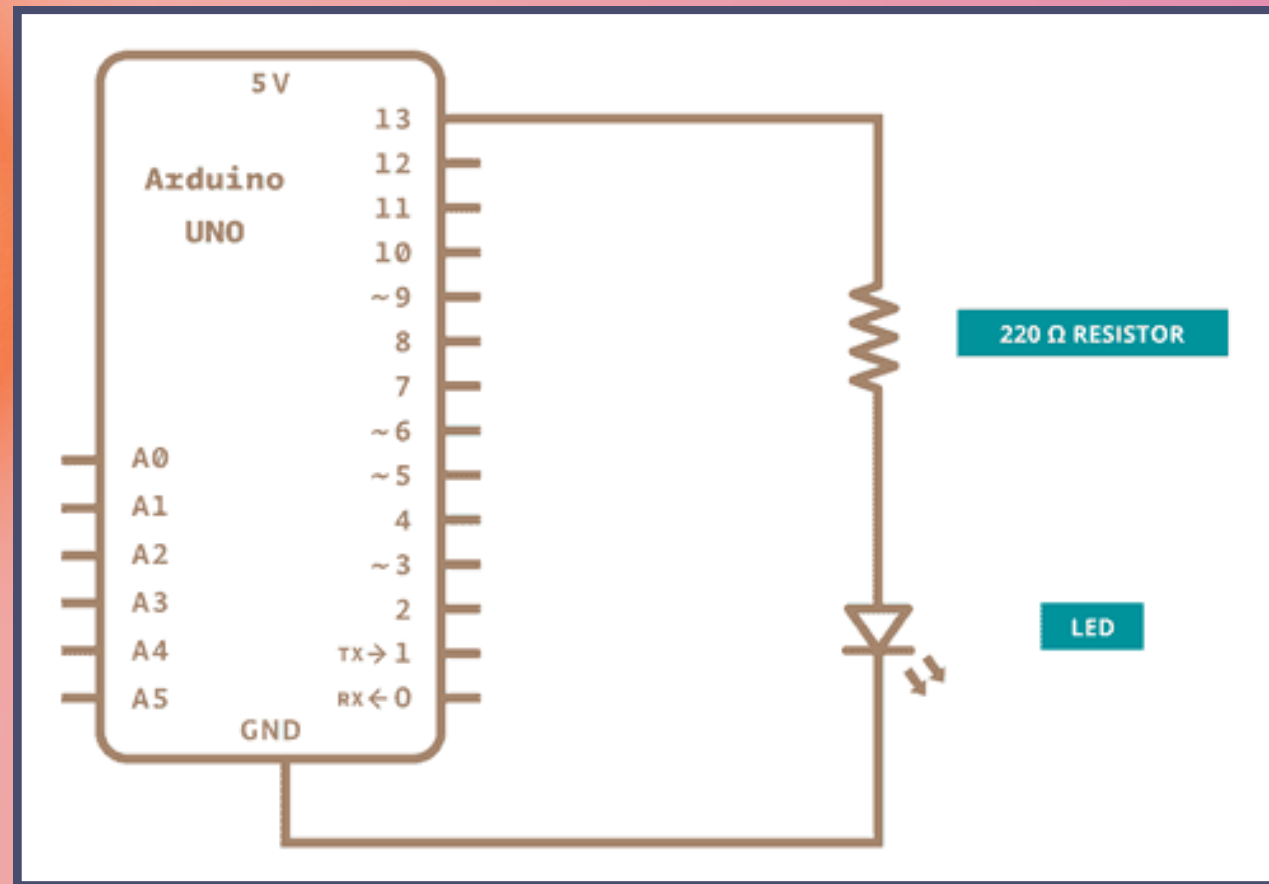 5V
Arduino
UNO
13
12
11
10
~9
8
7
~6
~5
4
~3
2
TX→1
RX←0
A0
A1
A2
A3
A4
A5
GND
220 Ω RESISTOR
LED